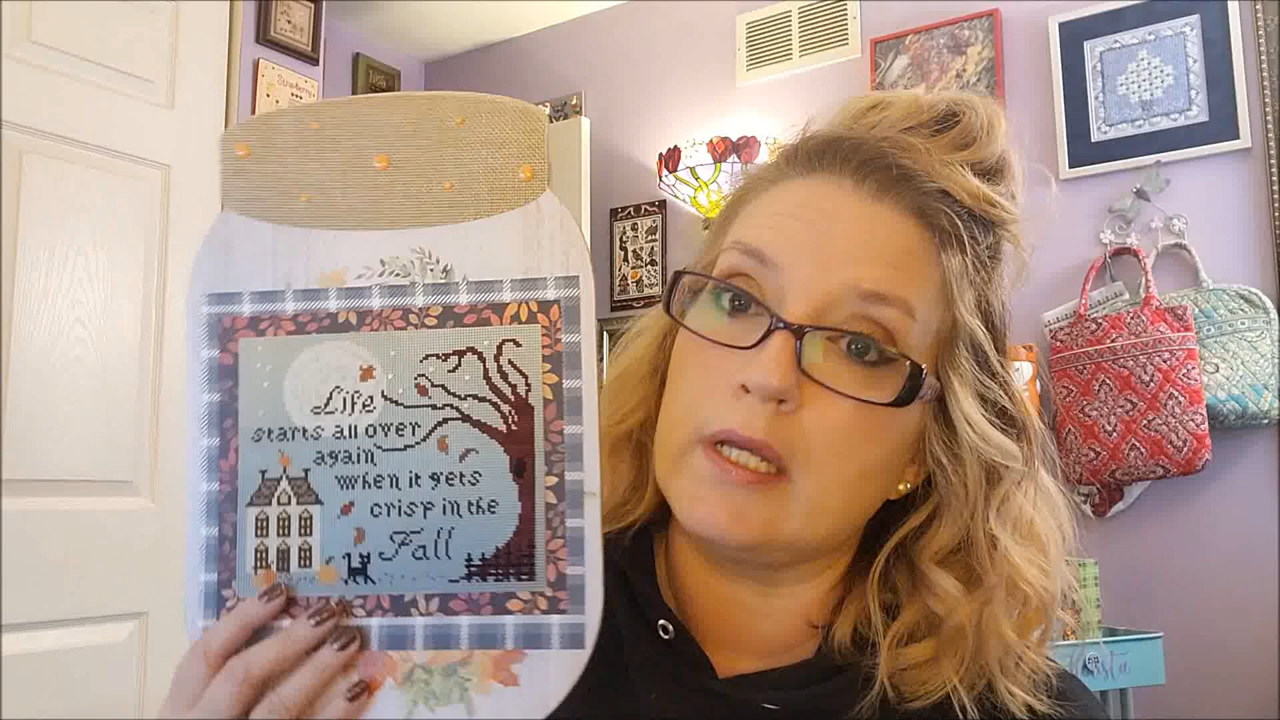 Life
starts all over
again
when it gets
crisp in the
Fall